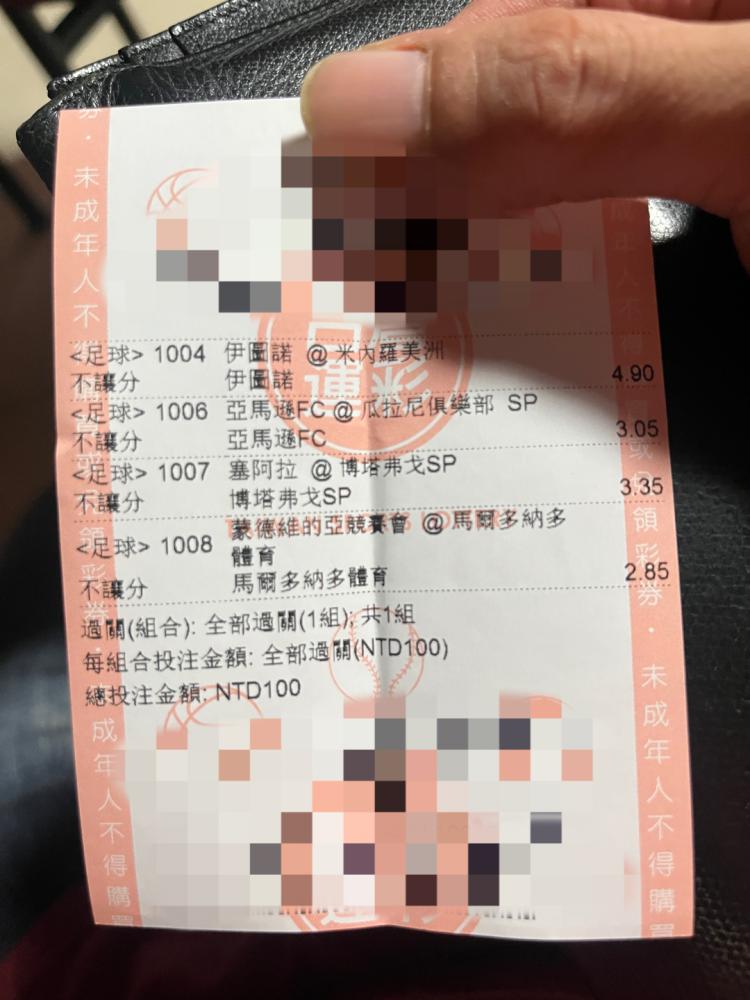 未成年人不
<足球> 1004 伊圖諾 @ 米內羅美洲
不讓分 伊圖諾 4.90
<足球> 1006 亞馬遜FC @ 瓜拉尼俱樂部 SP
不讓分 亞馬遜FC 3.05
<足球> 1007 塞阿拉 @ 博塔弗戈SP
不讓分 博塔弗戈SP 3.35
<足球> 1008 蒙德維的亞競賽會 @ 馬爾多納多
體育
不讓分 馬爾多納多體育 2.85
過關(組合): 全部過關(1組); 共1組
每組合投注金額: 全部過關(NTD100)
總投注金額: NTD100
領彩券・
成年人不得購買
領彩券・未成年人不得購買
運彩